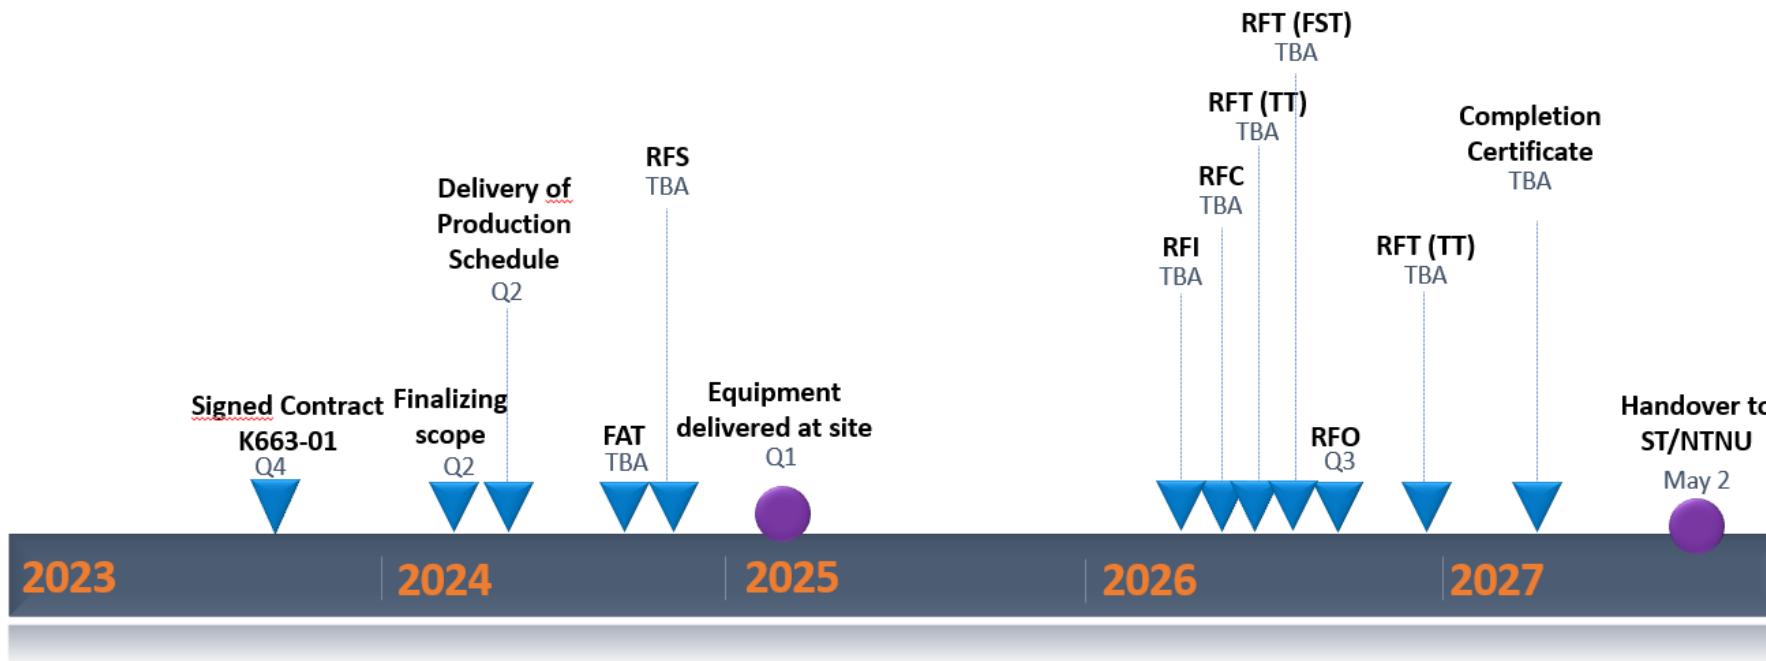 Signed Contract
K663-01
Q4
Finalizing
scope
Q2
Delivery of
Production
Schedule
Q2
FAT
TBA
RFS
TBA
Equipment
delivered at site
Q1
RFI
TBA
RFC
TBA
RFT (TT)
TBA
RFT (FST)
TBA
RFO
Q3
RFT (TT)
TBA
Completion
Certificate
TBA
Handover to
ST/NTNU
May 2
2023
2024
2025
2026
2027